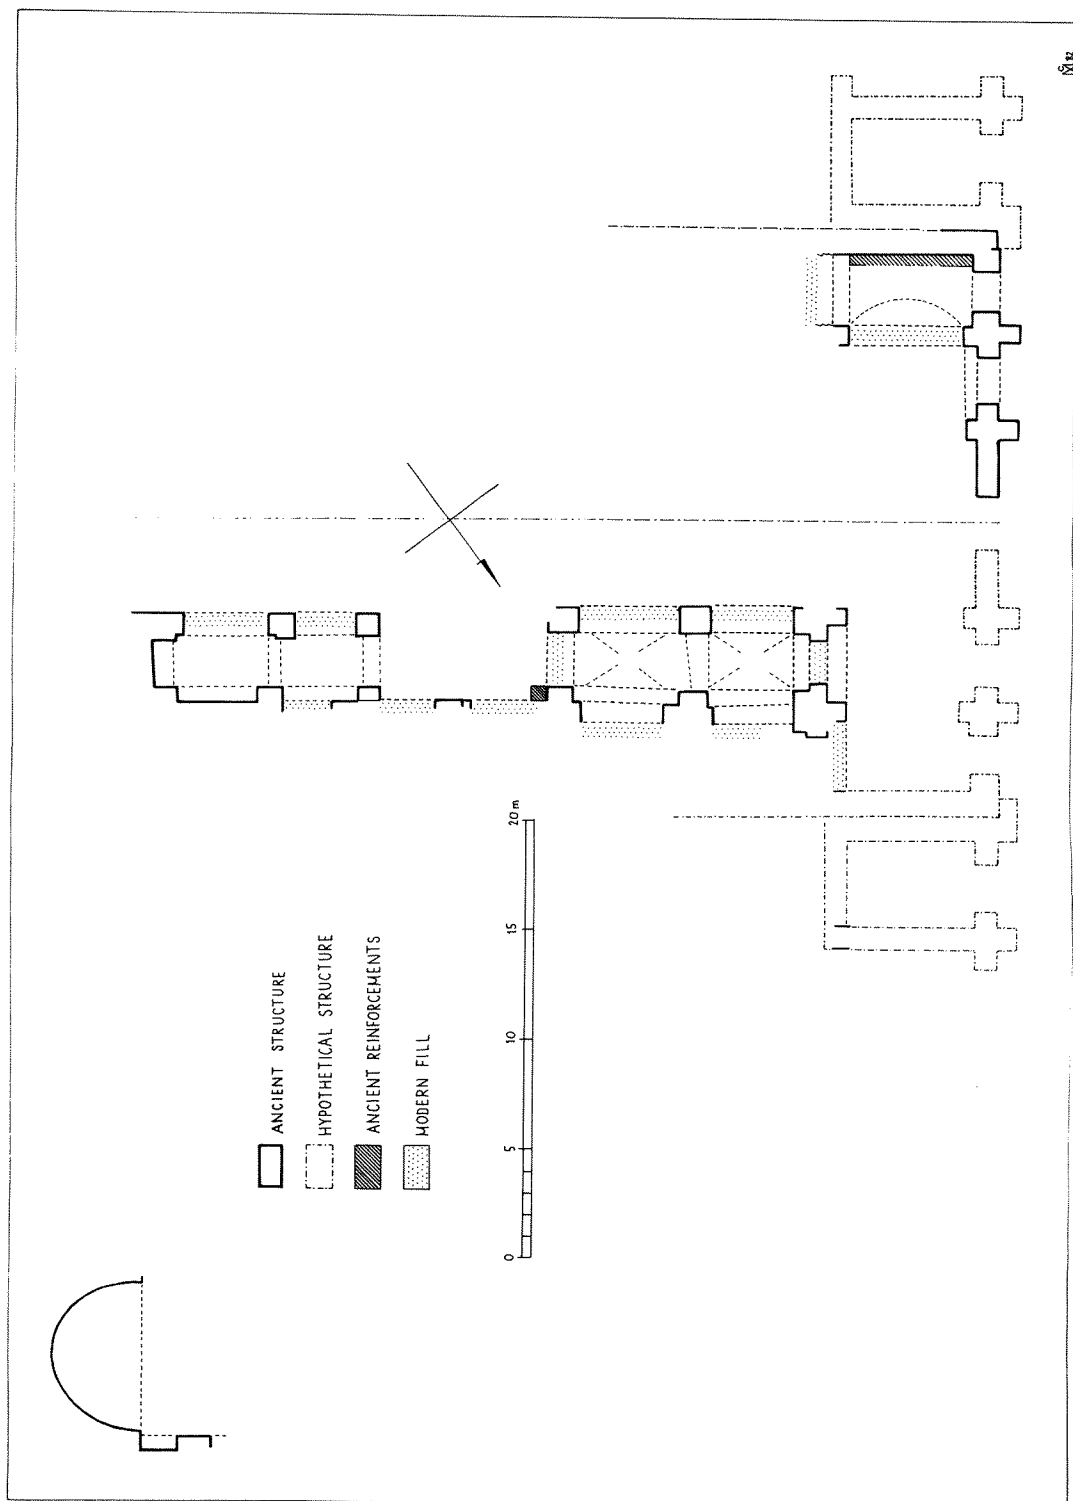 ANCIENT STRUCTURE
HYPOTHETICAL STRUCTURE
ANCIENT REINFORCEMENTS
MODERN FILL
0 5 10 15 20 m